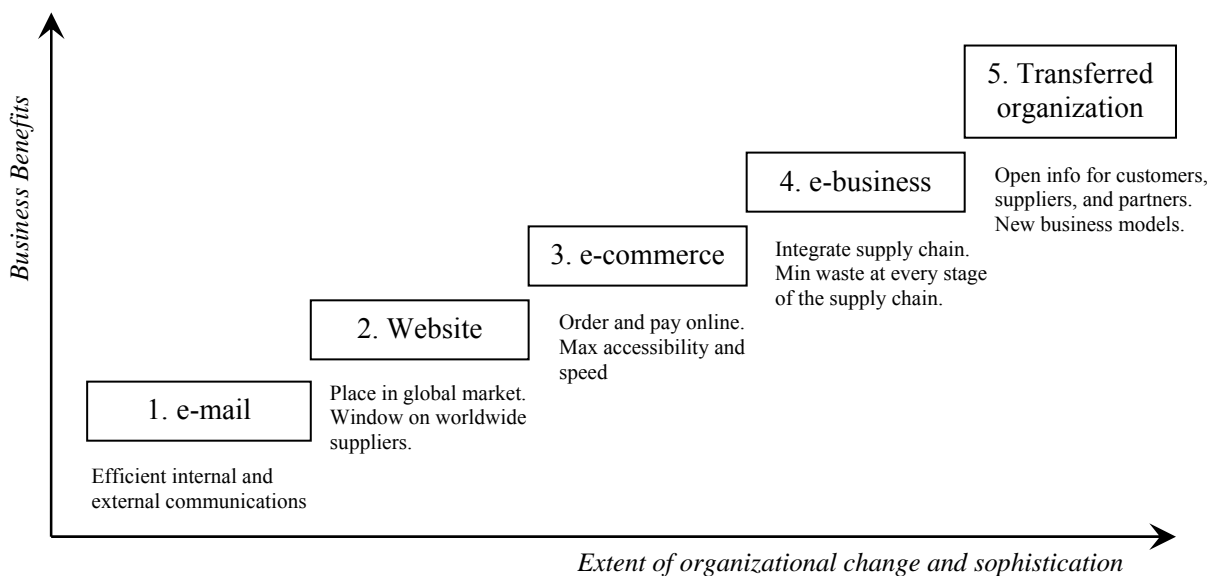 5. Transferred
organization
4. e-business
Open info for customers,
suppliers, and partners.
New business models.
3. e-commerce
Integrate supply chain.
Min waste at every stage
of the supply chain.
2. Website
Order and pay online.
Max accessibility and
speed
1. e-mail
Place in global market.
Window on worldwide
suppliers.
Efficient internal and
external communications
Business Benefits
Extent of organizational change and sophistication